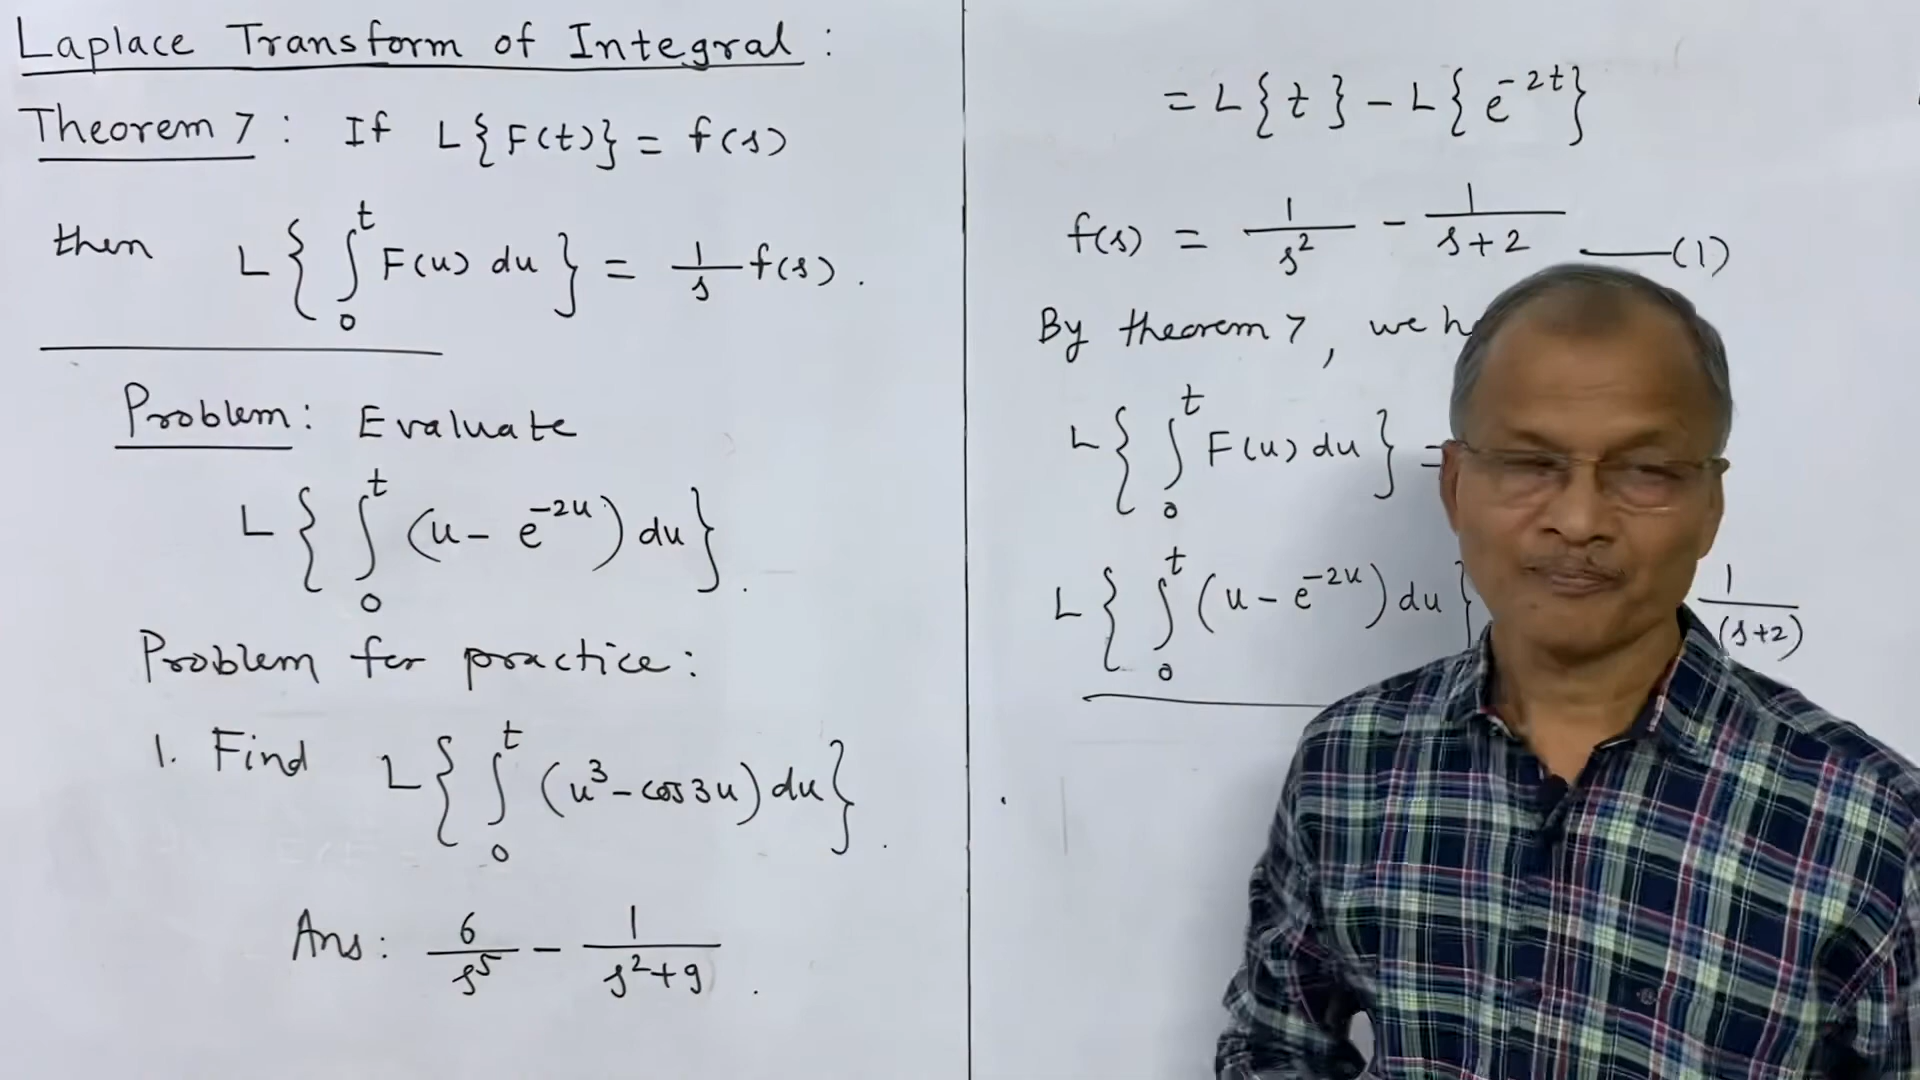 Laplace Transform of Integral :
Theorem 7 : If L{F(t)} = f(s)
then L{∫₀ᵗ F(u) du} = 1/s f(s).
Problem: Evaluate
L{∫₀ᵗ (u - e⁻²ᵘ) du}.
Problem for practice:
1. Find L{∫₀ᵗ (u³ - cos3u) du}.
Ans: 6/s⁵ - 1/(s²+9).
= L{t} - L{e⁻²ᵗ}
f(s) = 1/s² - 1/(s+2) —(1)
By theorem 7, we
L{∫₀ᵗ F(u) du} =
L{∫₀ᵗ (u - e⁻²ᵘ) du} 1/(s+2)